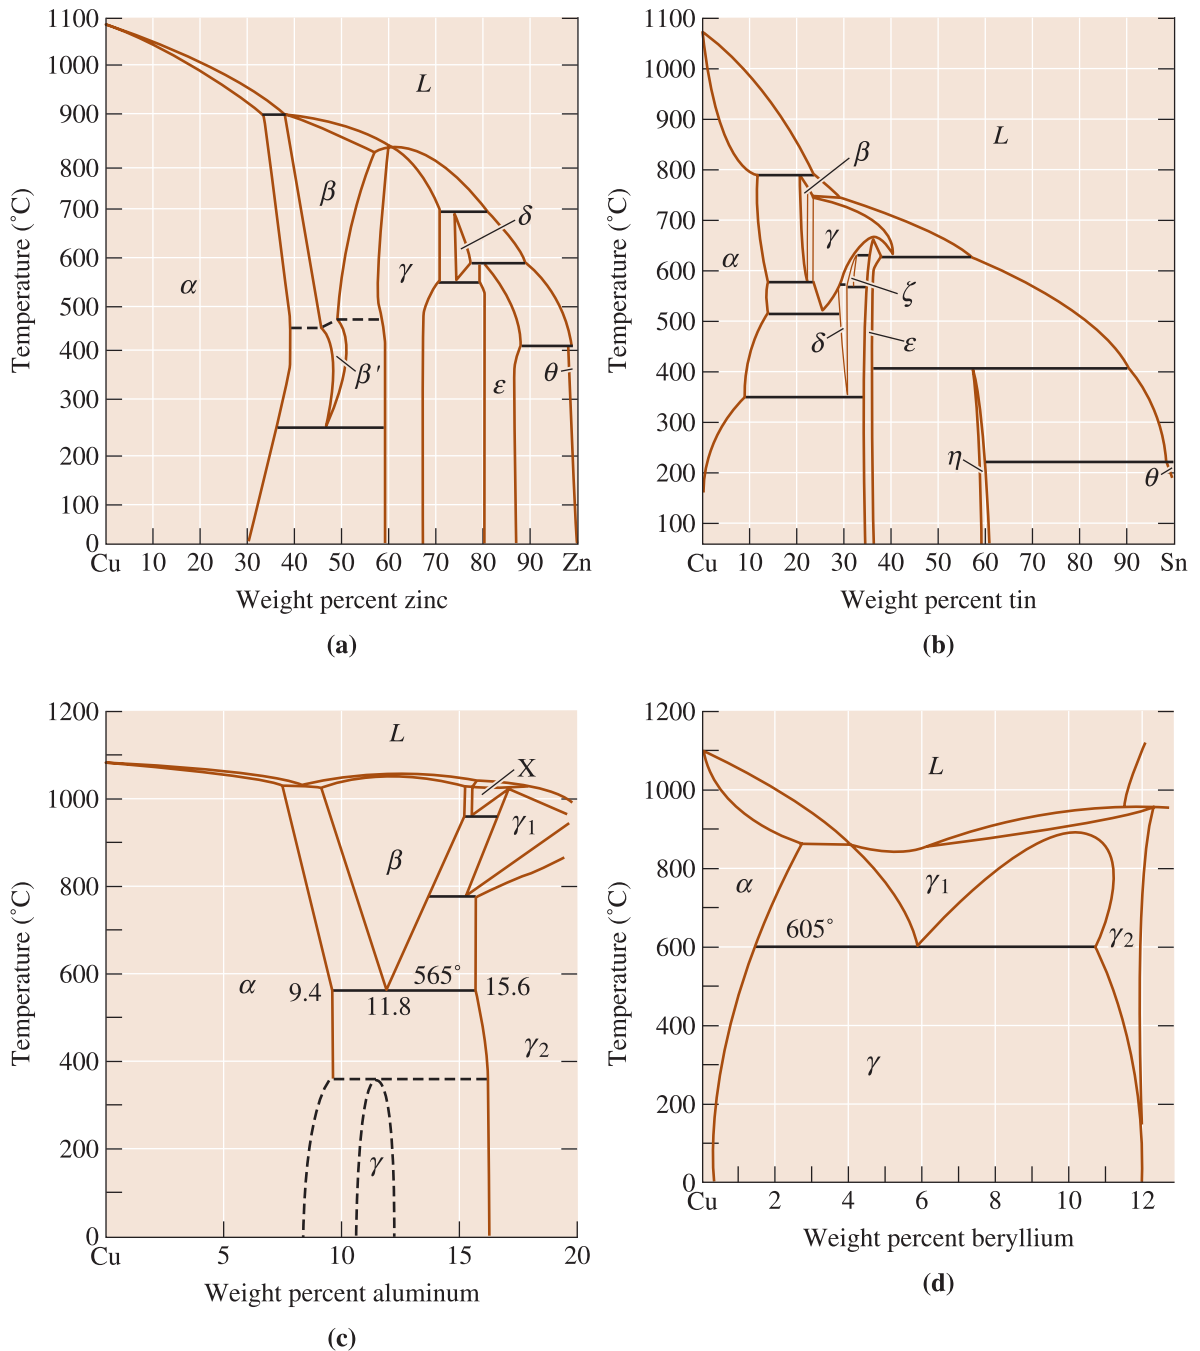 1100
1000
900
800
700
600
500
400
300
200
100
0
Temperature (°C)
L
β
δ
γ
α
β'
ε
θ
Cu 10 20 30 40 50 60 70 80 90 Zn
Weight percent zinc
(a)
1100
1000
900
800
700
600
500
400
300
200
100
Temperature (°C)
L
β
γ
α
ζ
δ
ε
η
θ
Cu 10 20 30 40 50 60 70 80 90 Sn
Weight percent tin
(b)
1200
1000
800
600
400
200
0
Temperature (°C)
L
X
γ1
β
α
565°
9.4
11.8
15.6
γ2
γ
Cu 5 10 15 20
Weight percent aluminum
(c)
1200
1000
800
600
400
200
0
Temperature (°C)
L
α
γ1
605°
γ2
γ
Cu 2 4 6 8 10 12
Weight percent beryllium
(d)